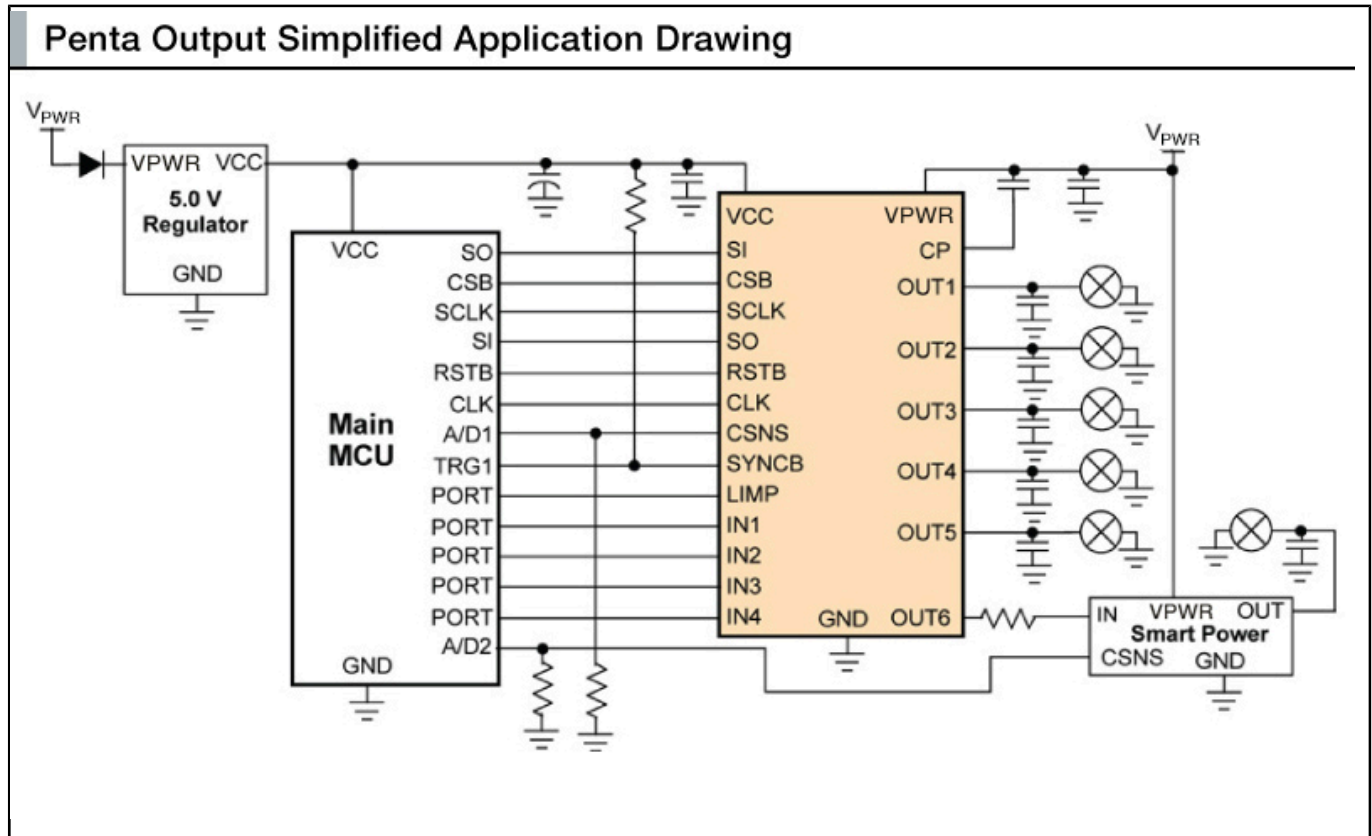 Penta Output Simplified Application Drawing
VPWR
VPWR VCC
5.0 V
Regulator
GND
VCC
SO
CSB
SCLK
SI
RSTB
CLK
A/D1
TRG1
PORT
PORT
PORT
PORT
PORT
A/D2
Main
MCU
GND
VCC
SI
CSB
SCLK
SO
RSTB
CLK
CSNS
SYNCB
LIMP
IN1
IN2
IN3
IN4
GND
VPWR
CP
OUT1
OUT2
OUT3
OUT4
OUT5
OUT6
VPWR
IN VPWR OUT
Smart Power
CSNS GND